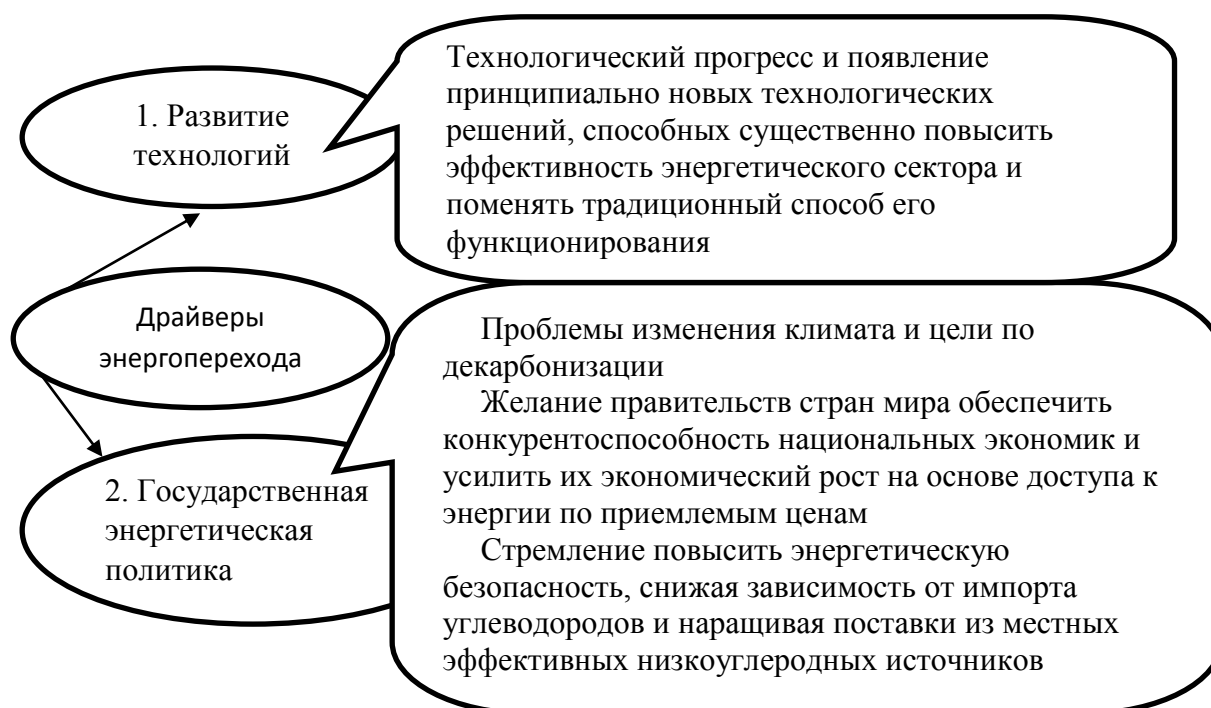 1. Развитие
технологий
Технологический прогресс и появление
принципиально новых технологических
решений, способных существенно повысить
эффективность энергетического сектора и
поменять традиционный способ его
функционирования
Драйверы
энергоперехода
2. Государственная
энергетическая
политика
Проблемы изменения климата и цели по
декарбонизации
Желание правительств стран мира обеспечить
конкурентоспособность национальных экономик и
усилить их экономический рост на основе доступа к
энергии по приемлемым ценам
Стремление повысить энергетическую
безопасность, снижая зависимость от импорта
углеводородов и наращивая поставки из местных
эффективных низкоуглеродных источников